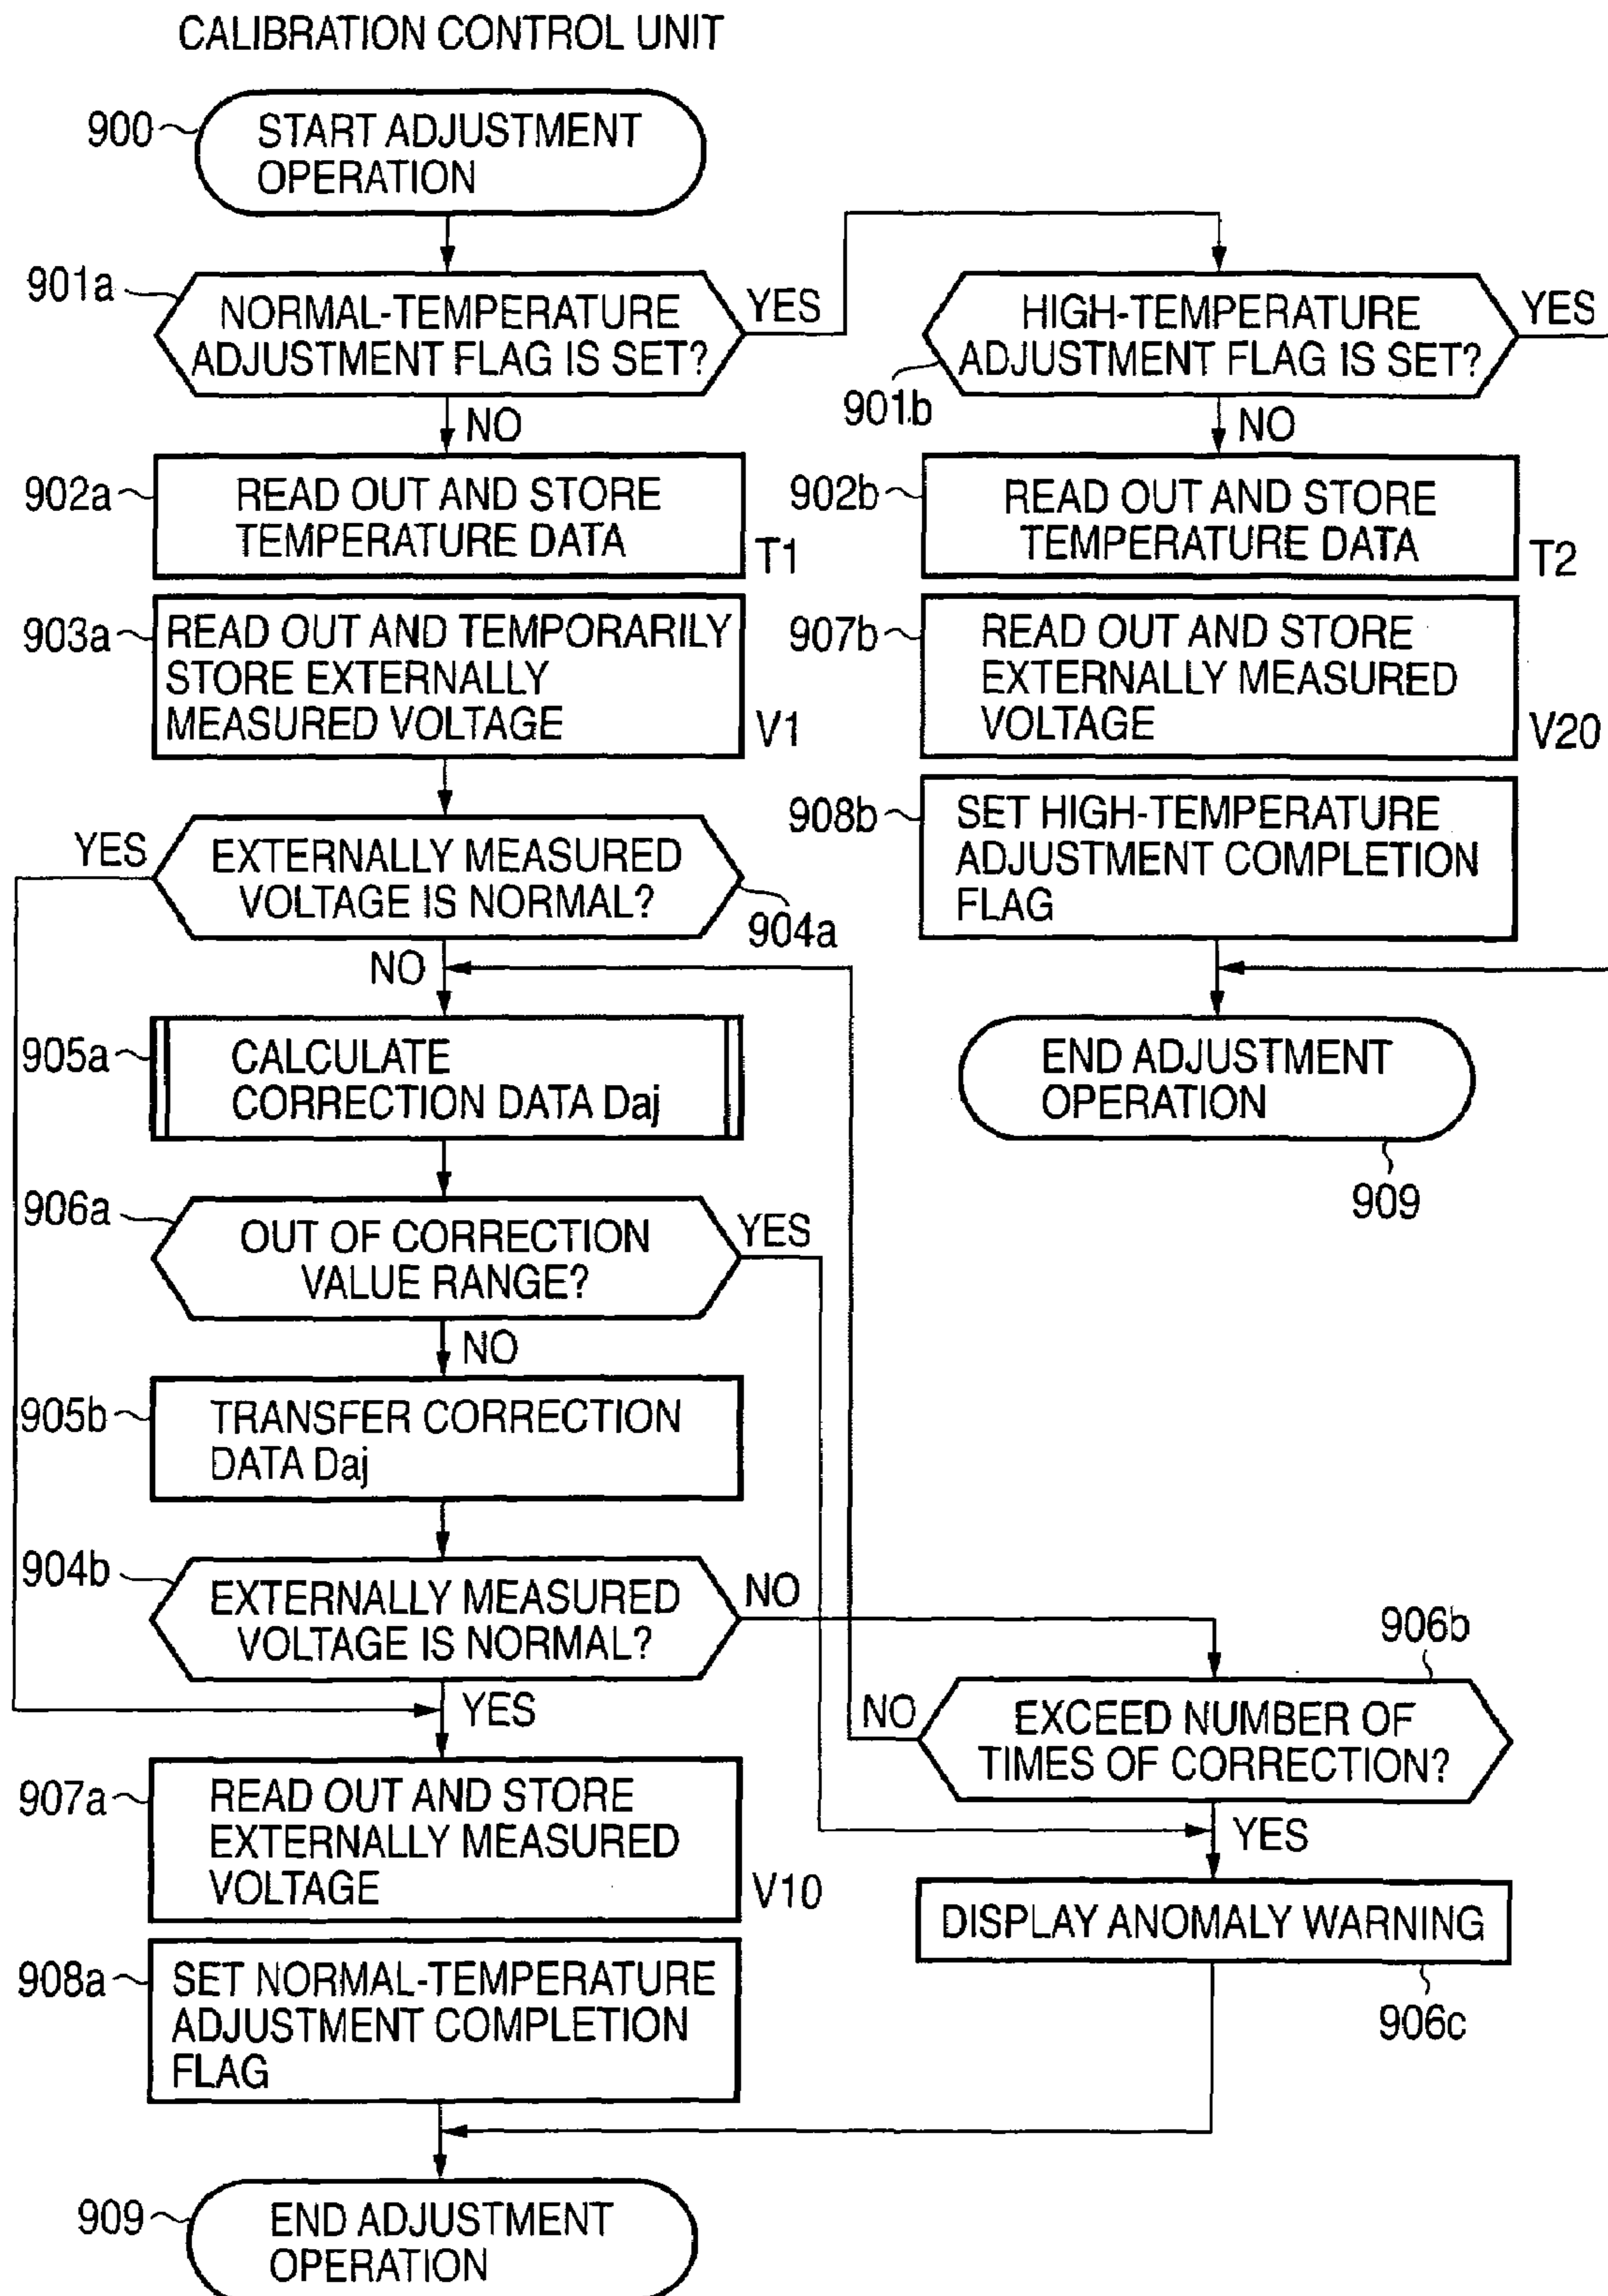 CALIBRATION CONTROL UNIT
900
START ADJUSTMENT
OPERATION
901a
NORMAL-TEMPERATURE
ADJUSTMENT FLAG IS SET?
YES
NO
HIGH-TEMPERATURE
ADJUSTMENT FLAG IS SET?
YES
901b
NO
902a
READ OUT AND STORE
TEMPERATURE DATA
T1
902b
READ OUT AND STORE
TEMPERATURE DATA
T2
903a
READ OUT AND TEMPORARILY
STORE EXTERNALLY
MEASURED VOLTAGE
V1
907b
READ OUT AND STORE
EXTERNALLY MEASURED
VOLTAGE
V20
908b
SET HIGH-TEMPERATURE
ADJUSTMENT COMPLETION
FLAG
YES
EXTERNALLY MEASURED
VOLTAGE IS NORMAL?
904a
NO
905a
CALCULATE
CORRECTION DATA Daj
END ADJUSTMENT
OPERATION
909
906a
OUT OF CORRECTION
VALUE RANGE?
YES
NO
905b
TRANSFER CORRECTION
DATA Daj
904b
EXTERNALLY MEASURED
VOLTAGE IS NORMAL?
NO
YES
906b
NO
EXCEED NUMBER OF
TIMES OF CORRECTION?
YES
907a
READ OUT AND STORE
EXTERNALLY MEASURED
VOLTAGE
V10
DISPLAY ANOMALY WARNING
906c
908a
SET NORMAL-TEMPERATURE
ADJUSTMENT COMPLETION
FLAG
909
END ADJUSTMENT
OPERATION